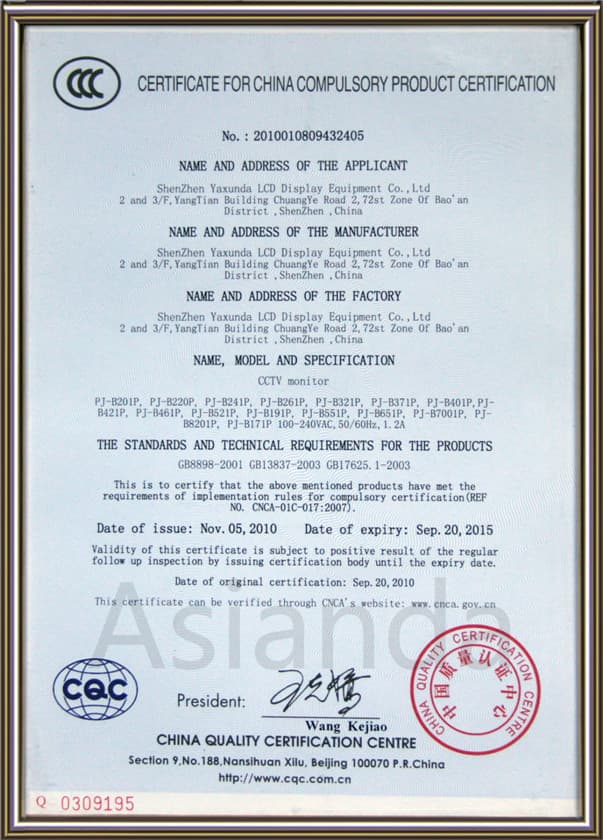 CCC CERTIFICATE FOR CHINA COMPULSORY PRODUCT CERTIFICATION
No.: 2010010809432405
NAME AND ADDRESS OF THE APPLICANT
ShenZhen Yaxunda LCD Display Equipment Co.,Ltd
2 and 3/F,YangTian Building ChuangYe Road 2,72st Zone Of Bao'an
District ,ShenZhen ,China
NAME AND ADDRESS OF THE MANUFACTURER
ShenZhen Yaxunda LCD Display Equipment Co.,Ltd
2 and 3/F,YangTian Building ChuangYe Road 2,72st Zone Of Bao'an
District ,ShenZhen ,China
NAME AND ADDRESS OF THE FACTORY
ShenZhen Yaxunda LCD Display Equipment Co.,Ltd
2 and 3/F,YangTian Building ChuangYe Road 2,72st Zone Of Bao'an
District ,ShenZhen ,China
NAME, MODEL AND SPECIFICATION
CCTV monitor
PJ-B201P, PJ-B220P, PJ-B241P, PJ-B261P, PJ-B321P, PJ-B371P, PJ-B401P,PJ-
B421P, PJ-B461P, PJ-B521P, PJ-B191P, PJ-B551P, PJ-B651P, PJ-B7001P, PJ-
B8201P, PJ-B171P 100-240VAC,50/60Hz,1.2A
THE STANDARDS AND TECHNICAL REQUIREMENTS FOR THE PRODUCTS
GB8898-2001 GB13837-2003 GB17625.1-2003
This is to certify that the above mentioned products have met the
requirements of implementation rules for compulsory certification(REF
NO. CNCA-01C-017:2007).
Date of issue: Nov.05,2010 Date of expiry: Sep.20,2015
Validity of this certificate is subject to positive result of the regular
follow up inspection by issuing certification body until the expiry date.
Date of original certification: Sep.20,2010
This certificate can be verified through CNCA's website: www.cnca.gov.cn
Asianda
CHINA QUALITY CERTIFICATION CENTRE
中国质量认证中心
CQC
President:
Wang Kejiao
CHINA QUALITY CERTIFICATION CENTRE
Section 9,No.188,Nansihuan Xilu, Beijing 100070 P.R.China
http://www.cqc.com.cn
Q 0309195